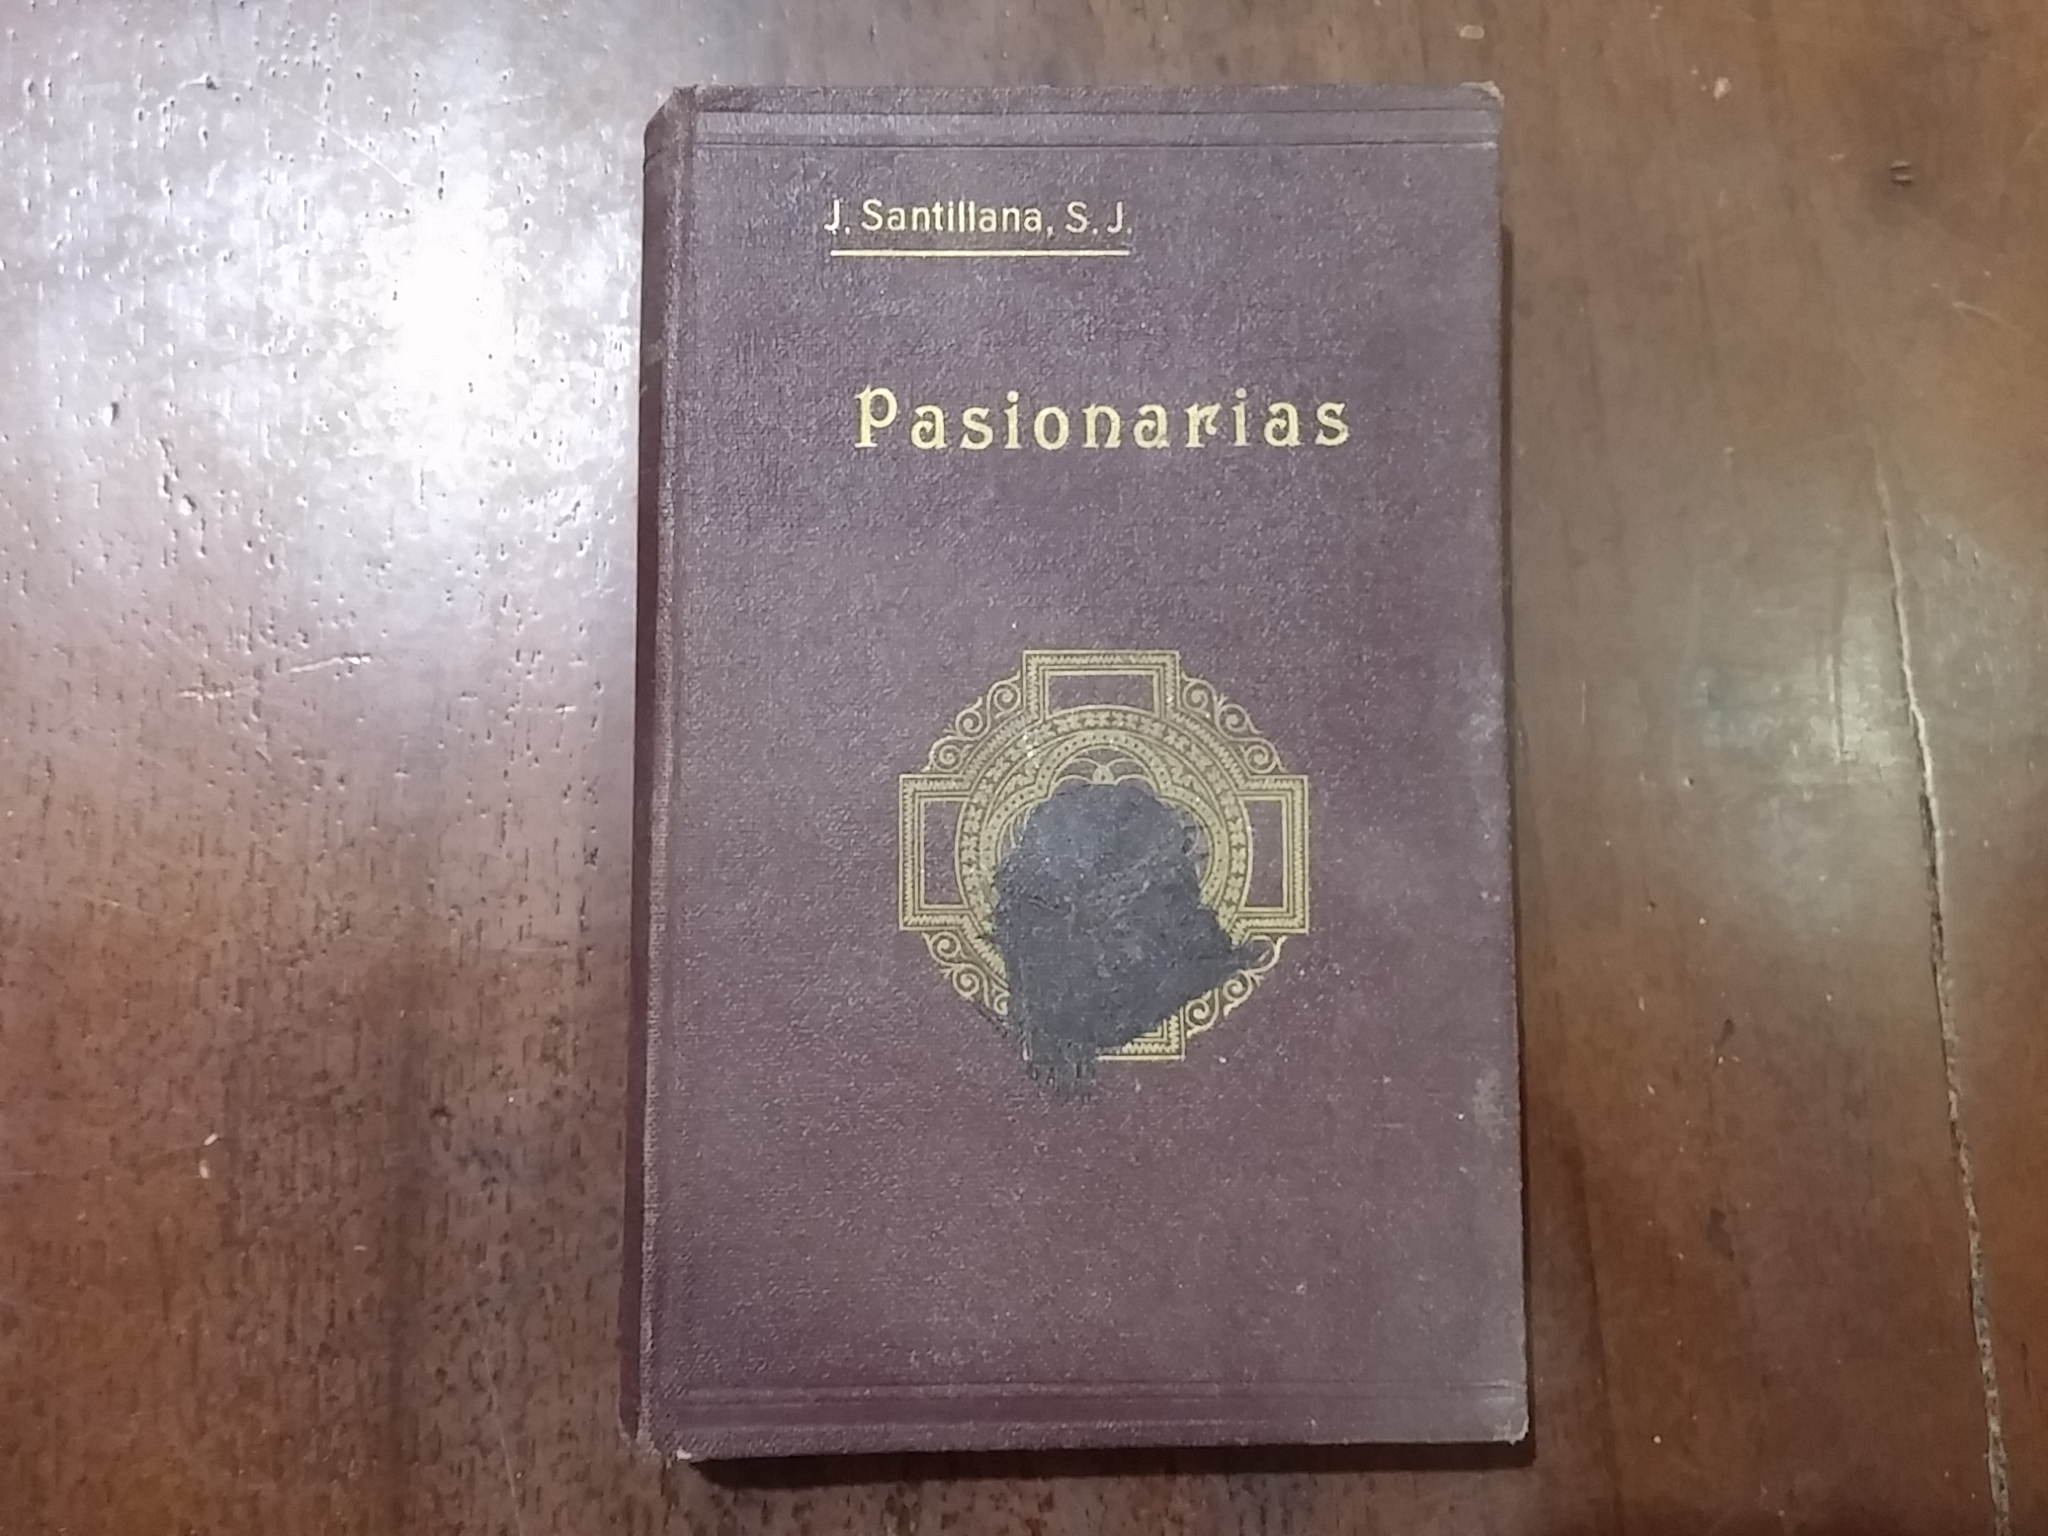 J. Santillana, S. J.
Pasionarias